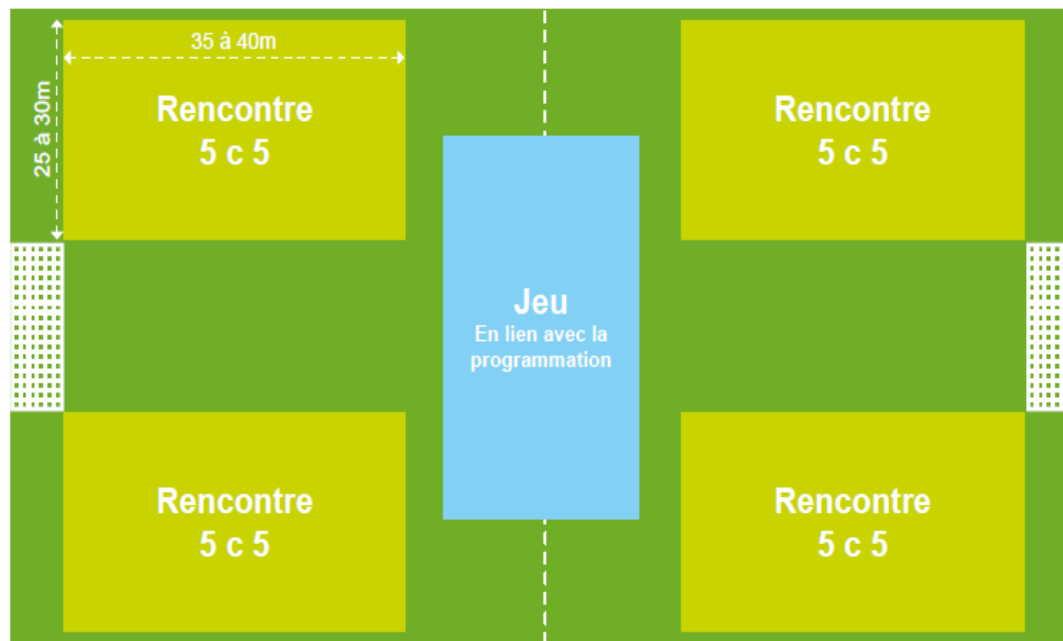 35 à 40m
25 à 30m
Rencontre
5 c 5
Rencontre
5 c 5
Jeu
En lien avec la
programmation
Rencontre
5 c 5
Rencontre
5 c 5